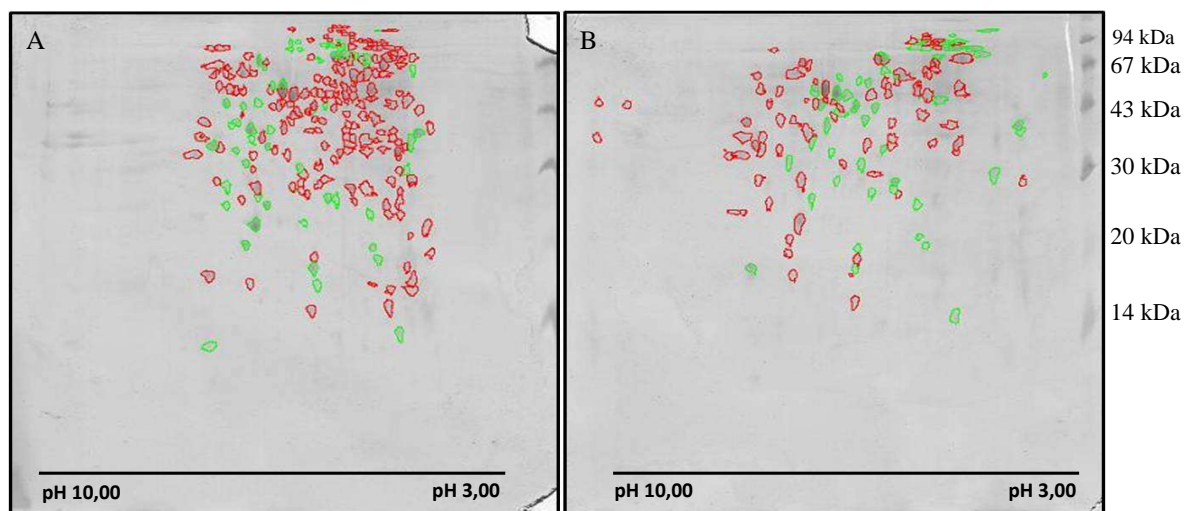 A
B
94 kDa
67 kDa
43 kDa
30 kDa
20 kDa
14 kDa
pH 10,00
pH 3,00
pH 10,00
pH 3,00